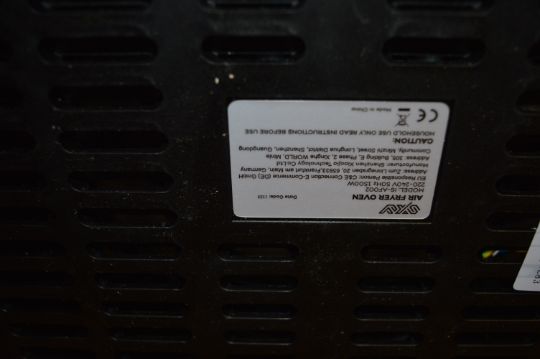 AIR FRYER OVEN
MODEL: IS-AF002
220-240V 50Hz 1500W
Date Code:
EU Responsible Person: C&E Connection E-Commerce (DE) GmbH
Address: Zum Linnegraben 20, 65933, Frankfurt am Main, Germany
Manufacturer: Shenzhen Technology Co.Ltd
Address: 305, Building E, Phase 2, Xinghe WORLD, Minle
Community, Minzhi Street, Longhua District, Shenzhen, Guangdong
CAUTION:
HOUSEHOLD USE ONLY READ INSTRUCTIONS BEFORE USE
CE
Made in China